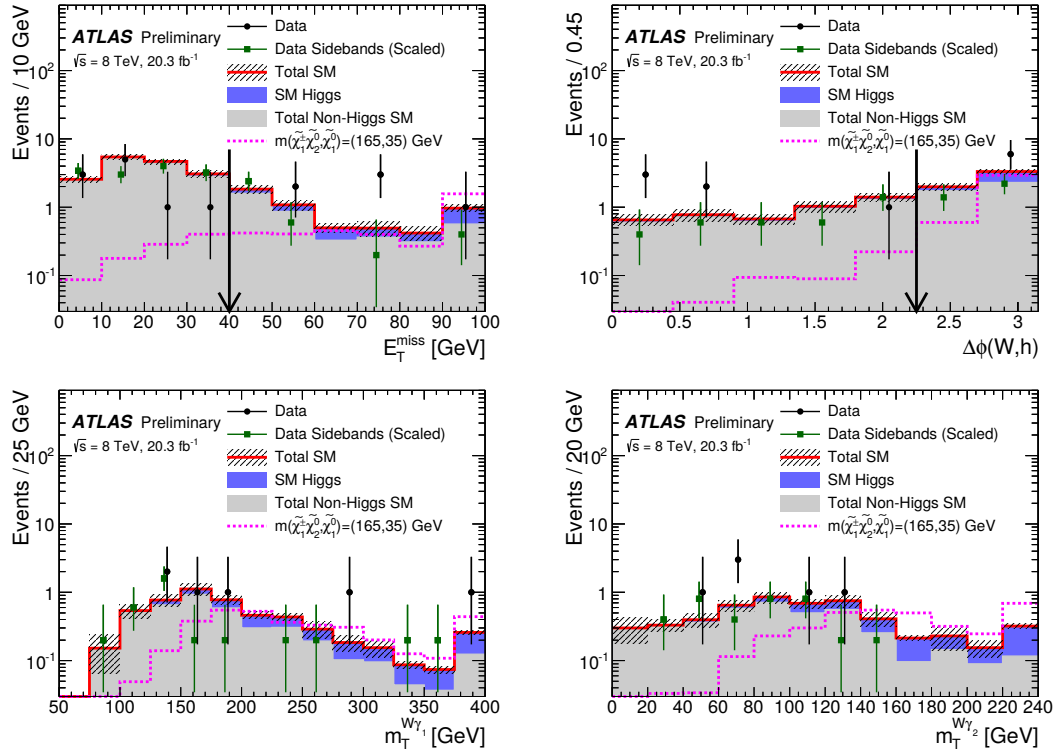 Events / 10 GeV
10²
10
1
10⁻¹
ATLAS Preliminary
√s = 8 TeV, 20.3 fb⁻¹
Data
Data Sidebands (Scaled)
Total SM
SM Higgs
Total Non-Higgs SM
m(χ̃₁±χ̃₂⁰,χ̃₁⁰)=(165,35) GeV
0 10 20 30 40 50 60 70 80 90 100
E_T^miss [GeV]
Events / 0.45
10²
10
1
10⁻¹
ATLAS Preliminary
√s = 8 TeV, 20.3 fb⁻¹
Data
Data Sidebands (Scaled)
Total SM
SM Higgs
Total Non-Higgs SM
m(χ̃₁±χ̃₂⁰,χ̃₁⁰)=(165,35) GeV
0 0.5 1 1.5 2 2.5 3
Δϕ(W,h)
Events / 25 GeV
10²
10
1
10⁻¹
ATLAS Preliminary
√s = 8 TeV, 20.3 fb⁻¹
Data
Data Sidebands (Scaled)
Total SM
SM Higgs
Total Non-Higgs SM
m(χ̃₁±χ̃₂⁰,χ̃₁⁰)=(165,35) GeV
50 100 150 200 250 300 350 400
m_T^Wγ₁ [GeV]
Events / 20 GeV
10²
10
1
10⁻¹
ATLAS Preliminary
√s = 8 TeV, 20.3 fb⁻¹
Data
Data Sidebands (Scaled)
Total SM
SM Higgs
Total Non-Higgs SM
m(χ̃₁±χ̃₂⁰,χ̃₁⁰)=(165,35) GeV
0 20 40 60 80 100 120 140 160 180 200 220 240
m_T^Wγ₂ [GeV]